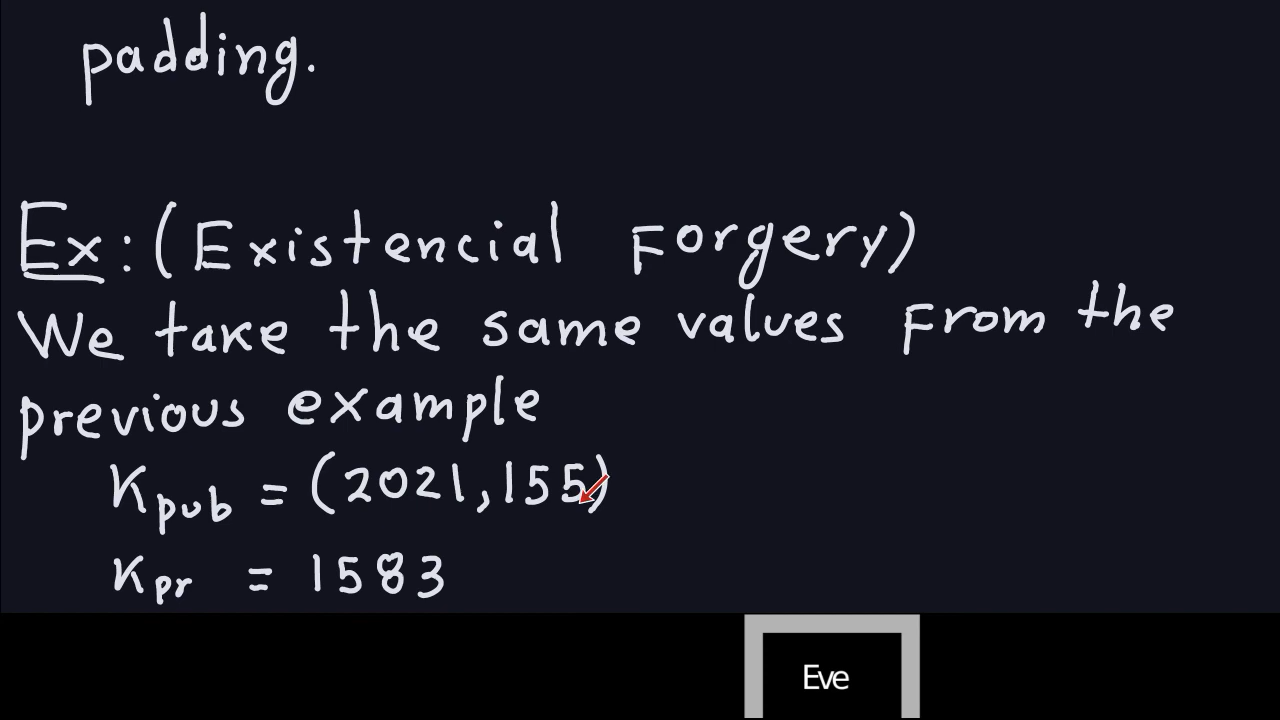 padding.
Ex: (Existencial Forgery)
We take the same values from the
previous example
Kpub = (2021,155)
Kpr = 1583
Eve